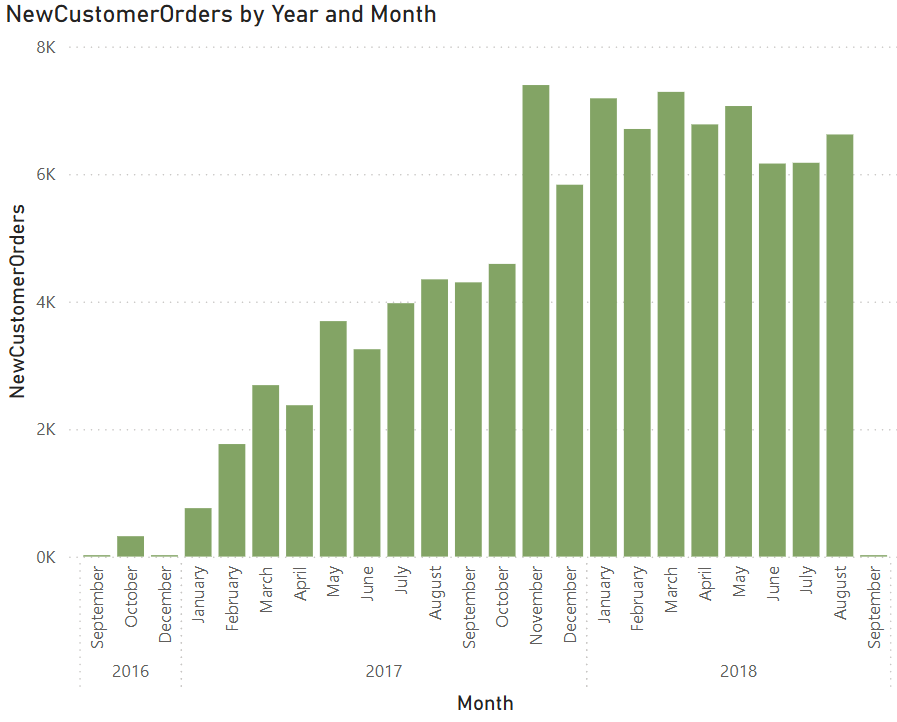 NewCustomerOrders by Year and Month
8K
6K
4K
2K
0K
NewCustomerOrders
September
October
December
January
February
March
April
May
June
July
August
September
October
November
December
January
February
March
April
May
June
July
August
September
2016
2017
2018
Month